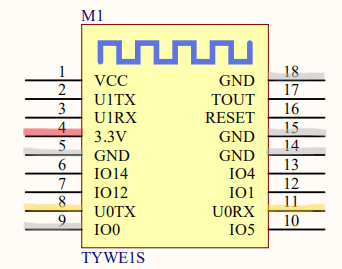 M1
1 VCC GND 18
2 U1TX TOUT 17
3 U1RX RESET 16
4 3.3V GND 15
5 GND GND 14
6 IO14 IO4 13
7 IO12 IO1 12
8 U0TX U0RX 11
9 IO0 IO5 10
TYWE1S